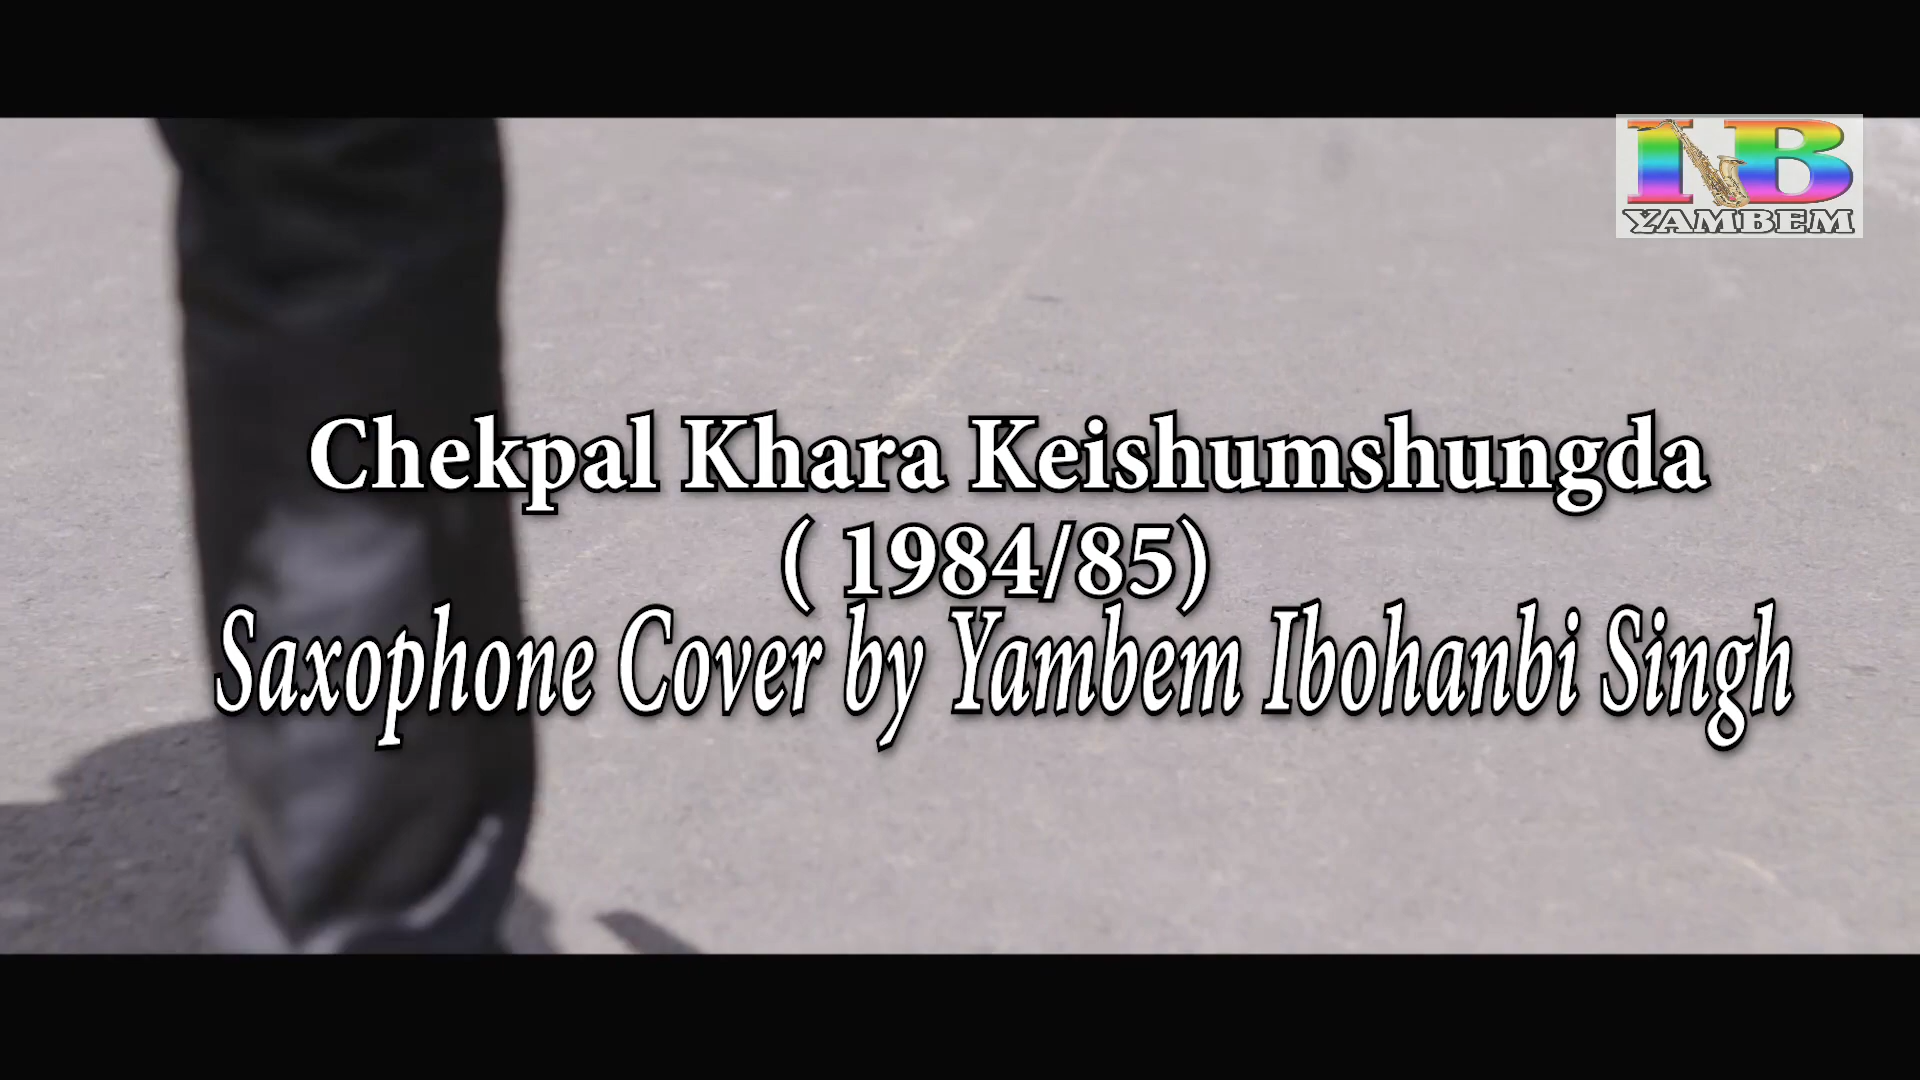 IB
YAMBEM
Chekpal Khara Keishumshungda
( 1984/85)
Saxophone Cover by Yambem Ibohanbi Singh